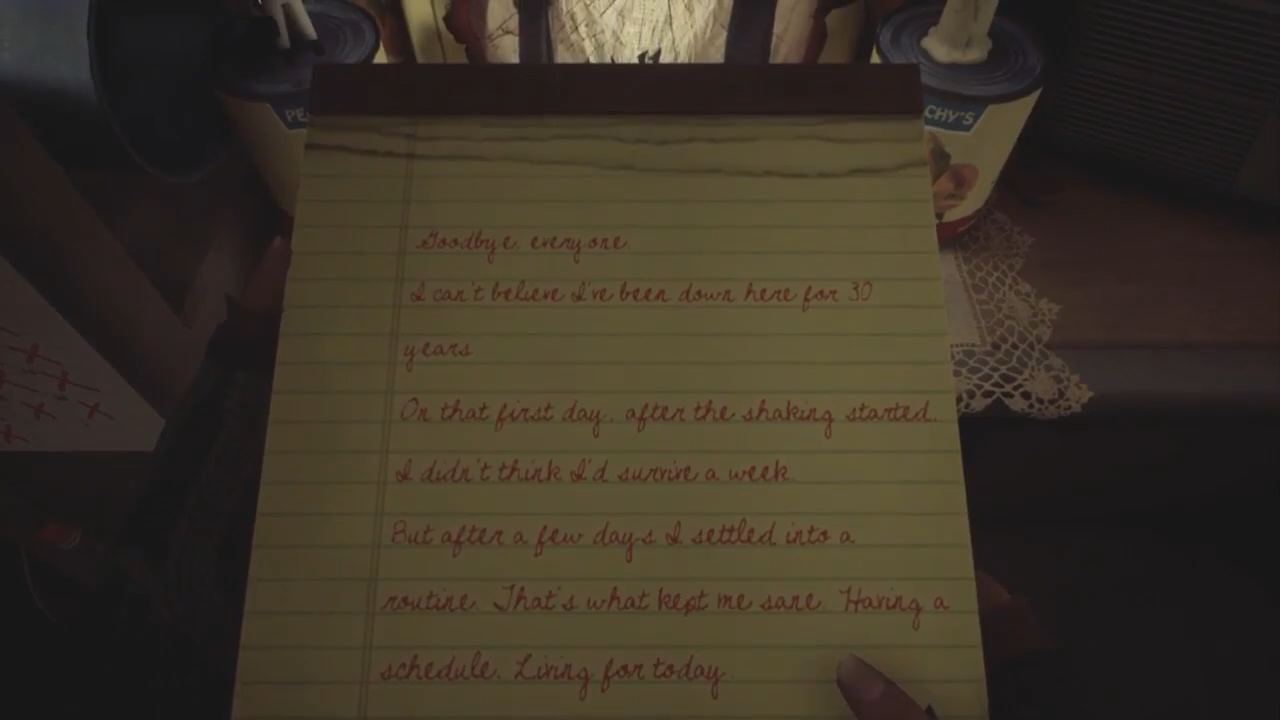 PE
CHY'S
Goodbye, everyone.
I can't believe I've been down here for 30
years.
On that first day, after the shaking started,
I didn't think I'd survive a week.
But after a few days I settled into a
routine. That's what kept me sane. Having a
schedule. Living for today.